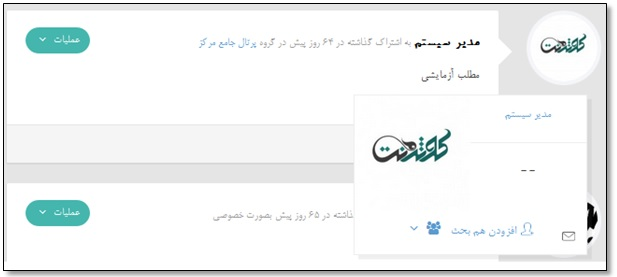 مدیر سیستم به اشتراک گذاشته در ۶۴ روز پیش در گروه پرتال جامع مرکز
عملیات
مطلب آزمایشی
مدیر سیستم
--
افزودن هم بحث
گذاشته در ۶۵ روز پیش بصورت خصوصی
عملیات